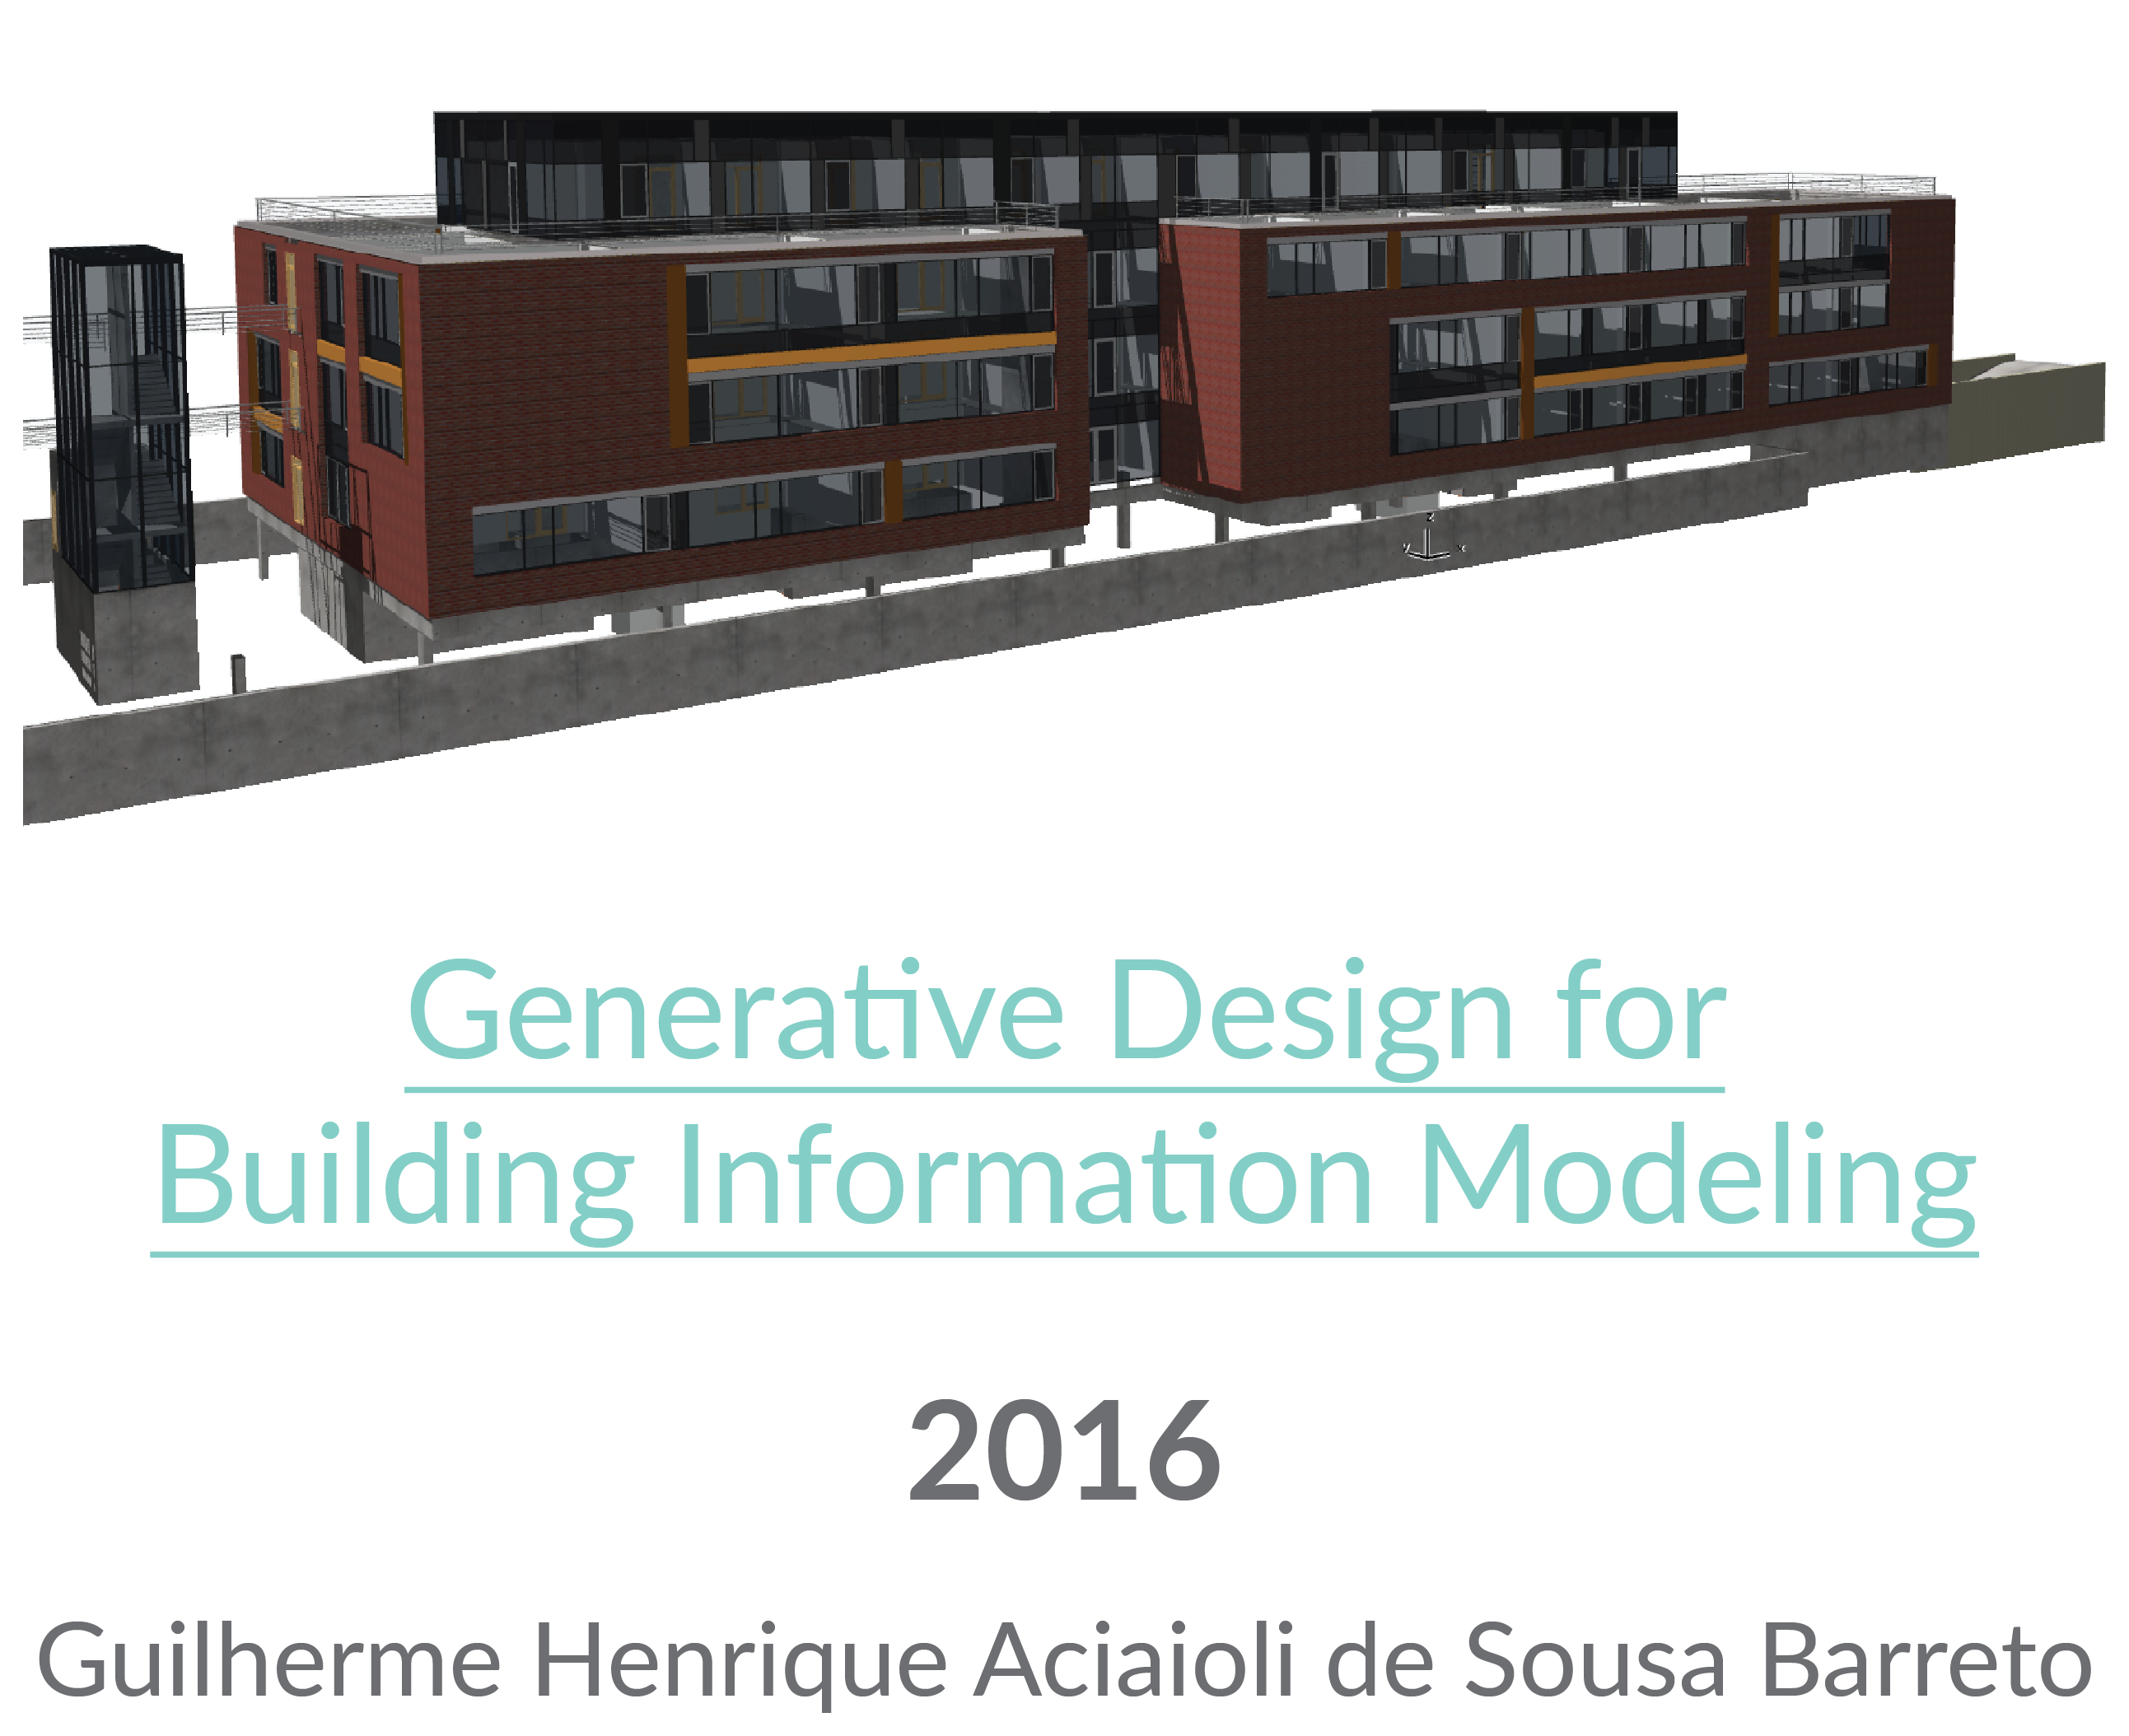 Generative Design for
Building Information Modeling
2016
Guilherme Henrique Aciaioli de Sousa Barreto